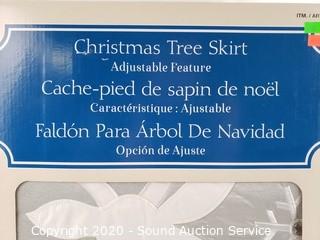 ITM. / ART
Christmas Tree Skirt
Adjustable Feature
Cache-pied de sapin de noël
Caractéristique : Ajustable
Faldón Para Árbol De Navidad
Opción de Ajuste
Copyright 2020 - Sound Auction Service